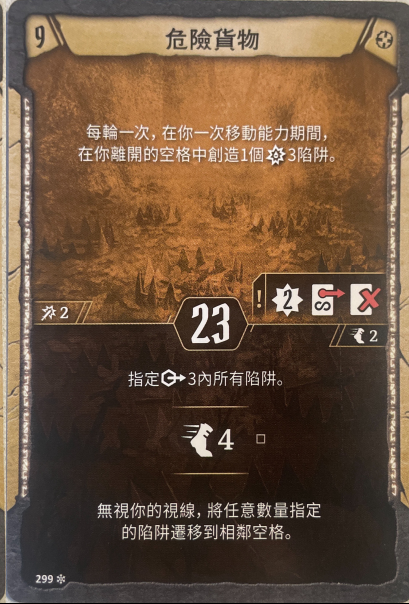 9
危險貨物
每輪一次，在你一次移動能力期間，
在你離開的空格中創造1個 3陷阱。
2
23
! 2
2
指定 3內所有陷阱。
4
無視你的視線，將任意數量指定
的陷阱遷移到相鄰空格。
299